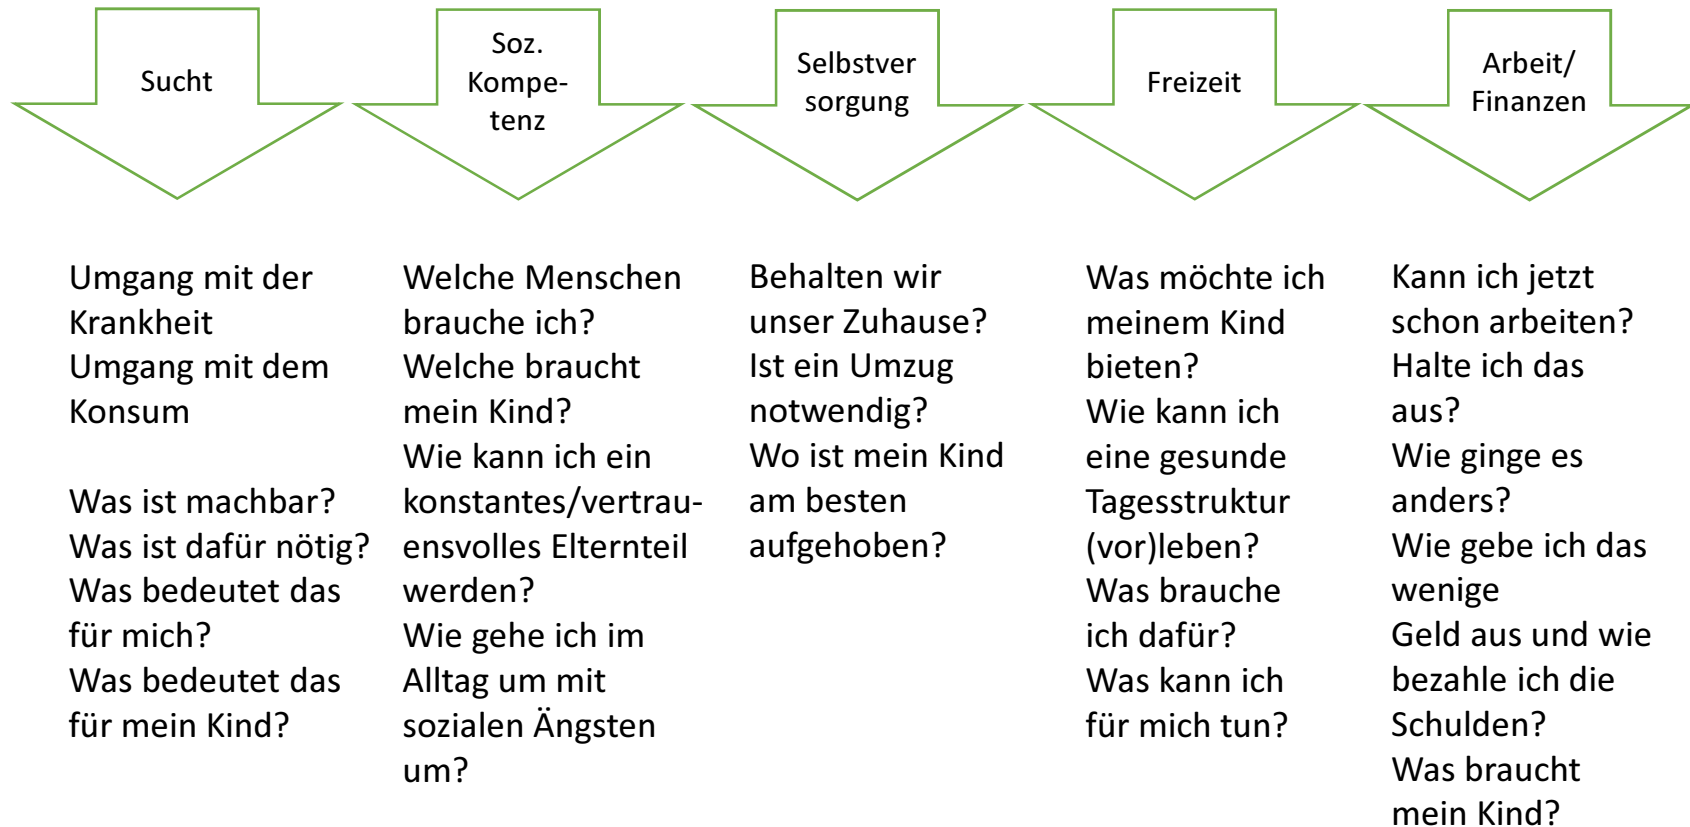 Sucht
Soz.
Kompe-
tenz
Selbstver
sorgung
Freizeit
Arbeit/
Finanzen
Umgang mit der
Krankheit
Umgang mit dem
Konsum
Was ist machbar?
Was ist dafür nötig?
Was bedeutet das
für mich?
Was bedeutet das
für mein Kind?
Welche Menschen
brauche ich?
Welche braucht
mein Kind?
Wie kann ich ein
konstantes/vertrau-
ensvolles Elternteil
werden?
Wie gehe ich im
Alltag um mit
sozialen Ängsten
um?
Behalten wir
unser Zuhause?
Ist ein Umzug
notwendig?
Wo ist mein Kind
am besten
aufgehoben?
Was möchte ich
meinem Kind
bieten?
Wie kann ich
eine gesunde
Tagesstruktur
(vor)leben?
Was brauche
ich dafür?
Was kann ich
für mich tun?
Kann ich jetzt
schon arbeiten?
Halte ich das
aus?
Wie ginge es
anders?
Wie gebe ich das
wenige
Geld aus und wie
bezahle ich die
Schulden?
Was braucht
mein Kind?